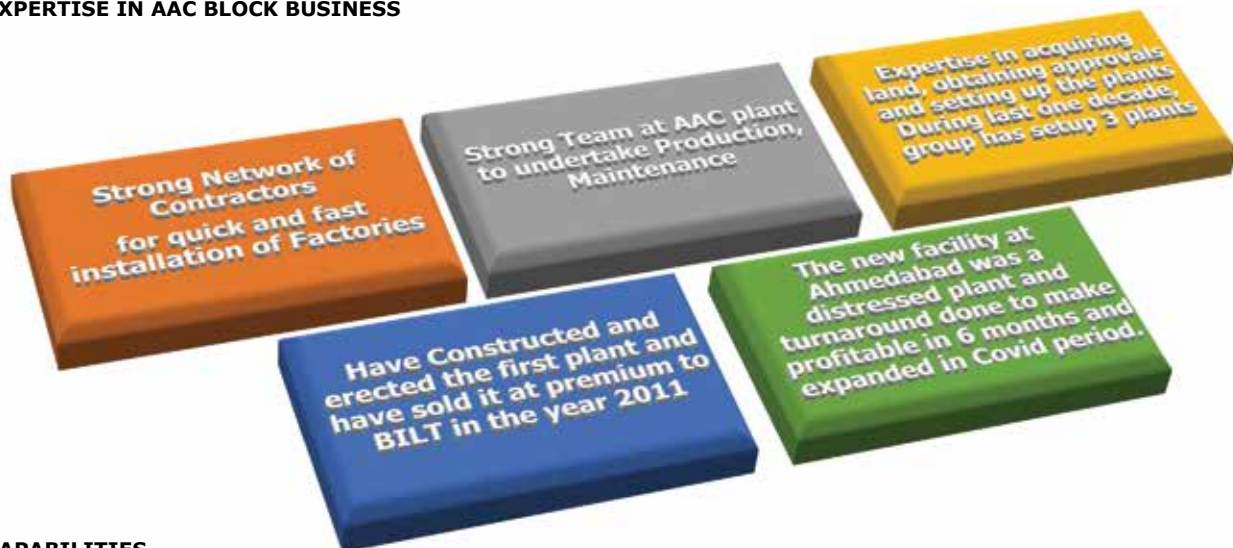 XPERTISE IN AAC BLOCK BUSINESS
Strong Network of
Contractors
for quick and fast
installation of Factories
Strong Team at AAC plant
to undertake Production,
Maintenance
Expertise in acquiring
land, obtaining approvals
and setting up the plants
During last one decade,
group has setup 3 plants
Have Constructed and
erected the first plant and
have sold it at premium to
BILT in the year 2011
The new facility at
Ahmedabad was a
distressed plant and
turnaround done to make
profitable in 6 months and
expanded in Covid period.
APABILITIES